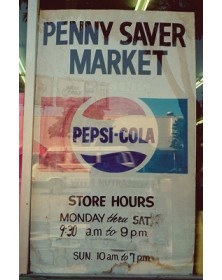 PENNY SAVER
MARKET
PEPSI-COLA
STORE HOURS
MONDAY thru SAT
9:30 a.m to 9 pm
SUN 10 am to 7 pm